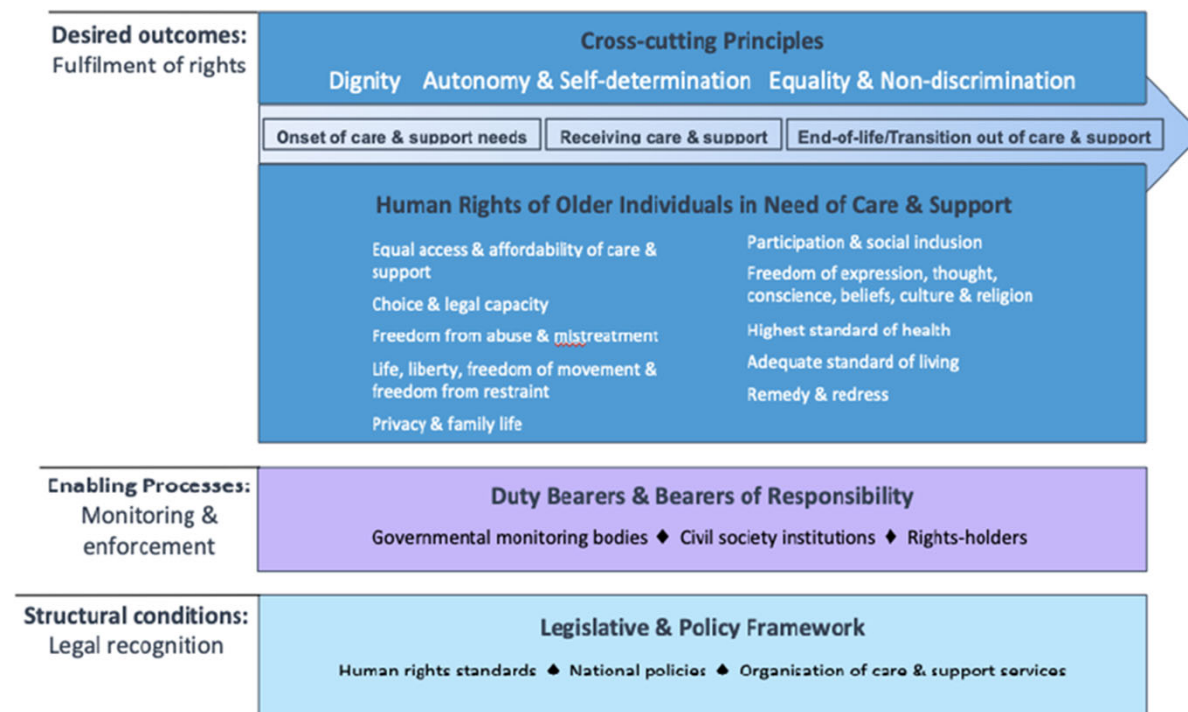 Desired outcomes:
Fulfilment of rights
Cross-cutting Principles
Dignity Autonomy & Self-determination Equality & Non-discrimination
Onset of care & support needs
Receiving care & support
End-of-life/Transition out of care & support
Human Rights of Older Individuals in Need of Care & Support
Equal access & affordability of care &
support
Choice & legal capacity
Freedom from abuse & mistreatment
Life, liberty, freedom of movement &
freedom from restraint
Privacy & family life
Participation & social inclusion
Freedom of expression, thought,
conscience, beliefs, culture & religion
Highest standard of health
Adequate standard of living
Remedy & redress
Enabling Processes:
Monitoring &
enforcement
Duty Bearers & Bearers of Responsibility
Governmental monitoring bodies ♦ Civil society institutions ♦ Rights-holders
Structural conditions:
Legal recognition
Legislative & Policy Framework
Human rights standards ♦ National policies ♦ Organisation of care & support services